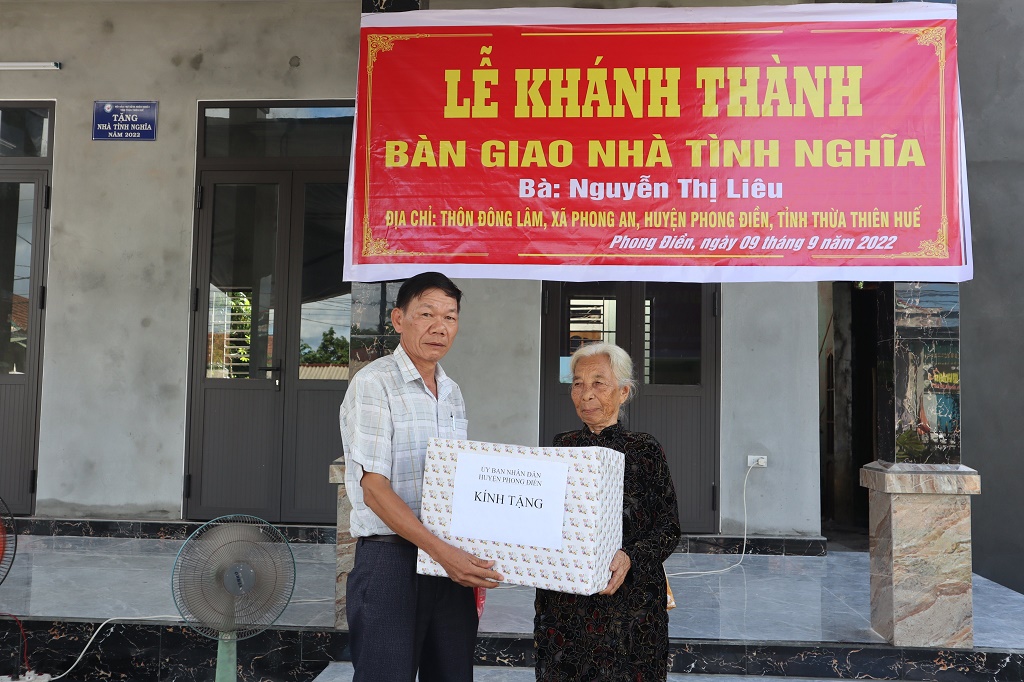 LỄ KHÁNH THÀNH
BÀN GIAO NHÀ TÌNH NGHĨA
Bà: Nguyễn Thị Liêu
ĐỊA CHỈ: THÔN ĐÔNG LÂM, XÃ PHONG AN, HUYỆN PHONG ĐIỀN, TỈNH THỪA THIÊN HUẾ
Phong Điền, ngày 09 tháng 9 năm 2022
TẶNG
NHÀ TÌNH NGHĨA
NĂM 2022
ỦY BAN NHÂN DÂN
HUYỆN PHONG ĐIỀN
KÍNH TẶNG